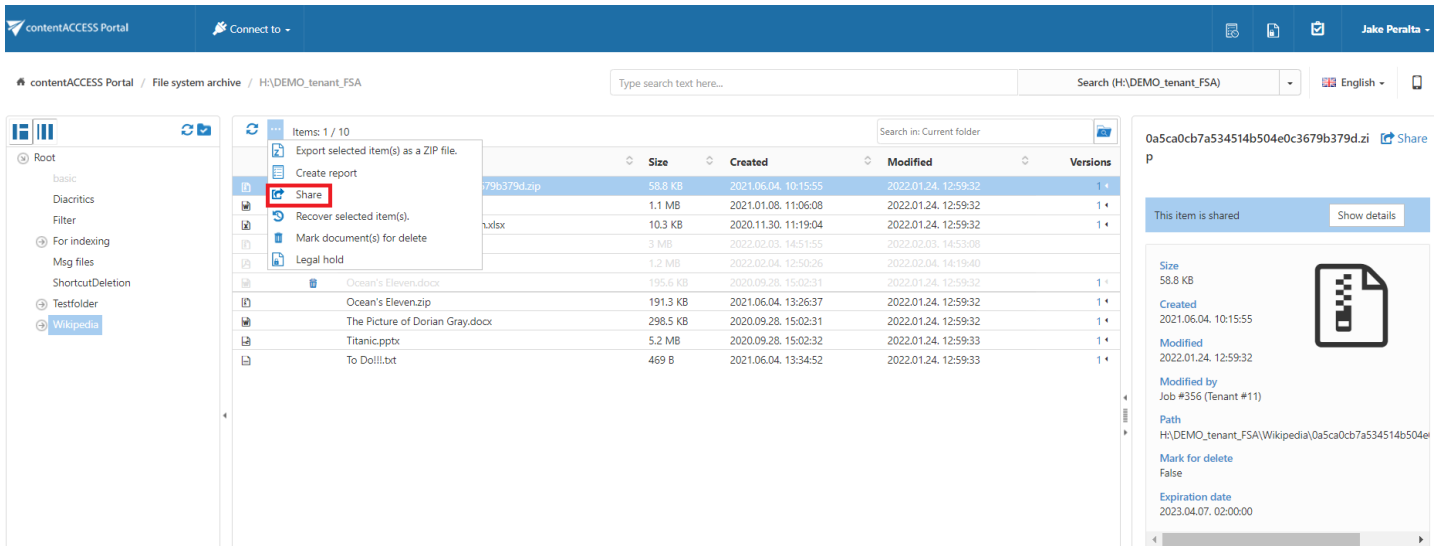 contentACCESS Portal
Connect to
Jake Peralta
contentACCESS Portal / File system archive / H:\DEMO_tenant_FSA
Type search text here...
Search (H:\DEMO_tenant_FSA)
English
Items: 1 / 10
Search in: Current folder
Root
basic
Diacritics
Filter
For indexing
Msg files
ShortcutDeletion
Testfolder
Wikipedia
Export selected item(s) as a ZIP file.
Create report
Share
Recover selected item(s).
Mark document(s) for delete
Legal hold
Size Created Modified Versions
79b379d.zip 58.8 KB 2021.06.04. 10:15:55 2022.01.24. 12:59:32 1
1.1 MB 2021.01.08. 11:06:08 2022.01.24. 12:59:32 1
.xlsx 10.3 KB 2020.11.30. 11:19:04 2022.01.24. 12:59:32 1
3 MB 2022.02.03. 14:51:55 2022.02.03. 14:53:08
1.2 MB 2022.02.04. 12:50:26 2022.02.04. 14:19:40
Ocean's Eleven.docx 195.6 KB 2020.09.28. 15:02:31 2022.01.24. 12:59:32 1
Ocean's Eleven.zip 191.3 KB 2021.06.04. 13:26:37 2022.01.24. 12:59:32 1
The Picture of Dorian Gray.docx 298.5 KB 2020.09.28. 15:02:31 2022.01.24. 12:59:32 1
Titanic.pptx 5.2 MB 2020.09.28. 15:02:32 2022.01.24. 12:59:33 1
To Do!!!.txt 469 B 2021.06.04. 13:34:52 2022.01.24. 12:59:33 1
0a5ca0cb7a534514b504e0c3679b379d.zi
p
Share
This item is shared
Show details
Size
58.8 KB
Created
2021.06.04. 10:15:55
Modified
2022.01.24. 12:59:32
Modified by
Job #356 (Tenant #11)
Path
H:\DEMO_tenant_FSA\Wikipedia\0a5ca0cb7a534514b504e
Mark for delete
False
Expiration date
2023.04.07. 02:00:00